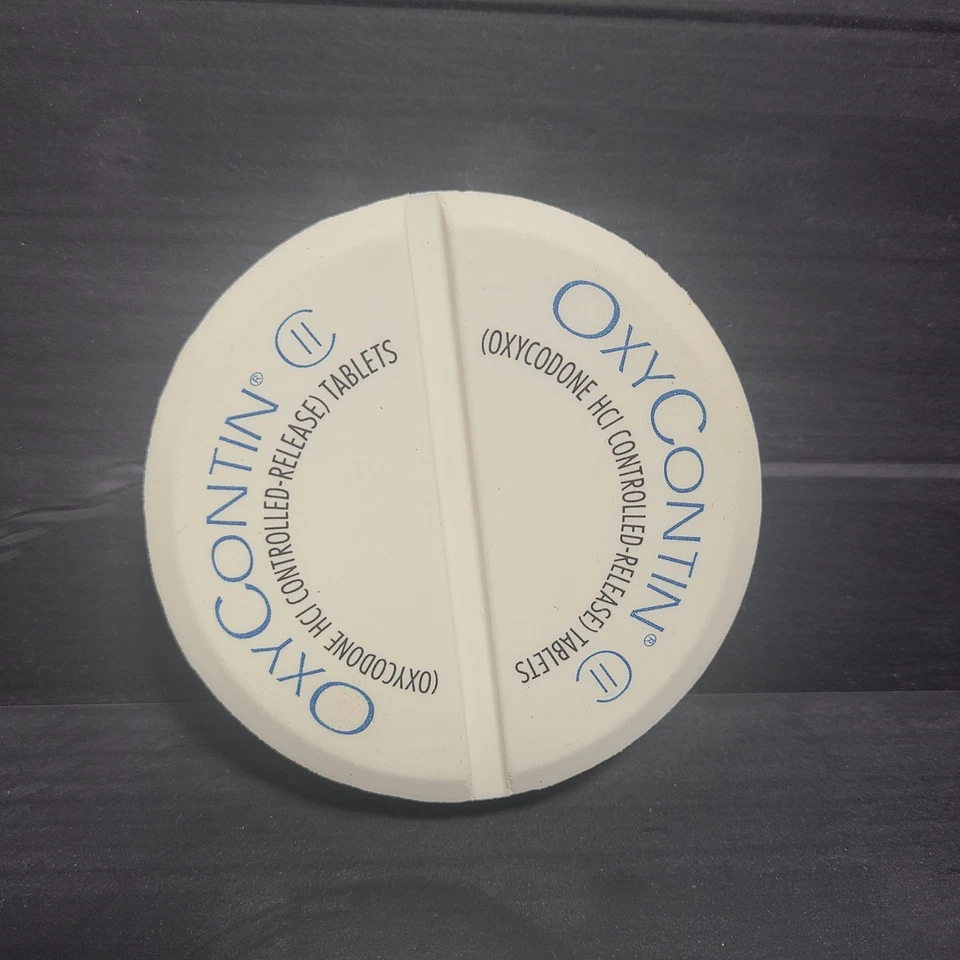 OXYCONTIN® CII
(OXYCODONE HCl CONTROLLED-RELEASE) TABLETS
OXYCONTIN® CII
(OXYCODONE HCl CONTROLLED-RELEASE) TABLETS